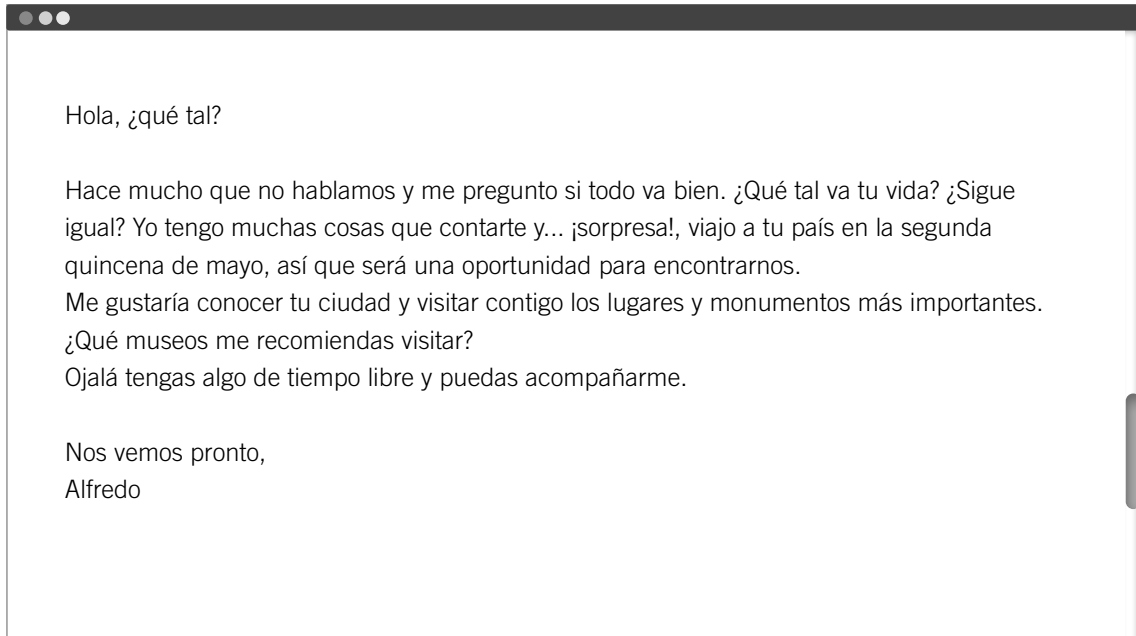 Hola, ¿qué tal?
Hace mucho que no hablamos y me pregunto si todo va bien. ¿Qué tal va tu vida? ¿Sigue
igual? Yo tengo muchas cosas que contarte y... ¡sorpresa!, viajo a tu país en la segunda
quincena de mayo, así que será una oportunidad para encontrarnos.
Me gustaría conocer tu ciudad y visitar contigo los lugares y monumentos más importantes.
¿Qué museos me recomiendas visitar?
Ojalá tengas algo de tiempo libre y puedas acompañarme.
Nos vemos pronto,
Alfredo